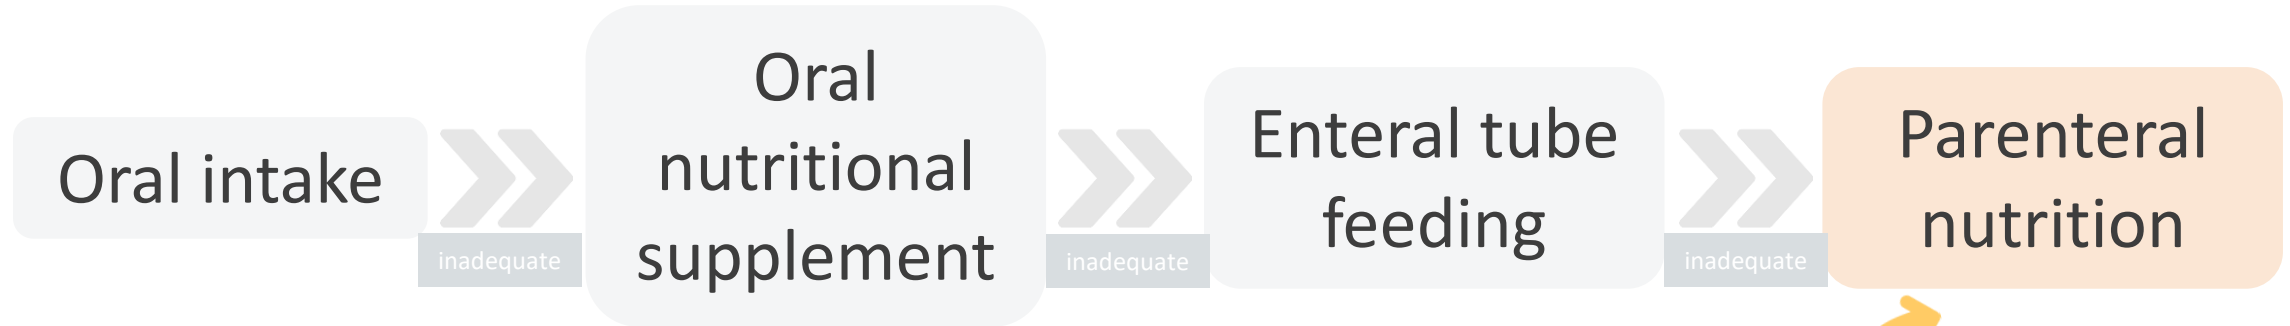 Oral intake
inadequate
Oral
nutritional
supplement
inadequate
Enteral tube
feeding
inadequate
Parenteral
nutrition